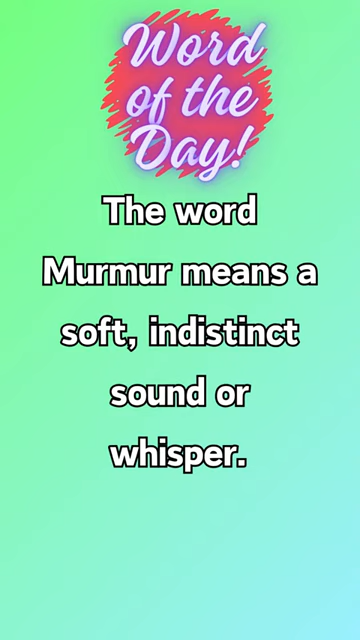 Word
of the
Day!
The word
Murmur means a
soft, indistinct
sound or
whisper.